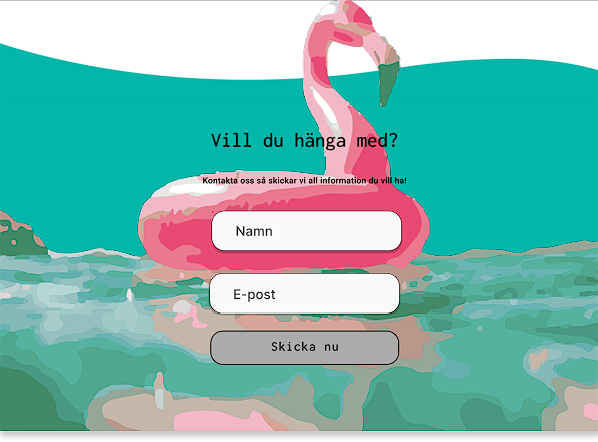 Vill du hänga med?
Kontakta oss så skickar vi all information du vill ha!
Namn
E-post
Skicka nu